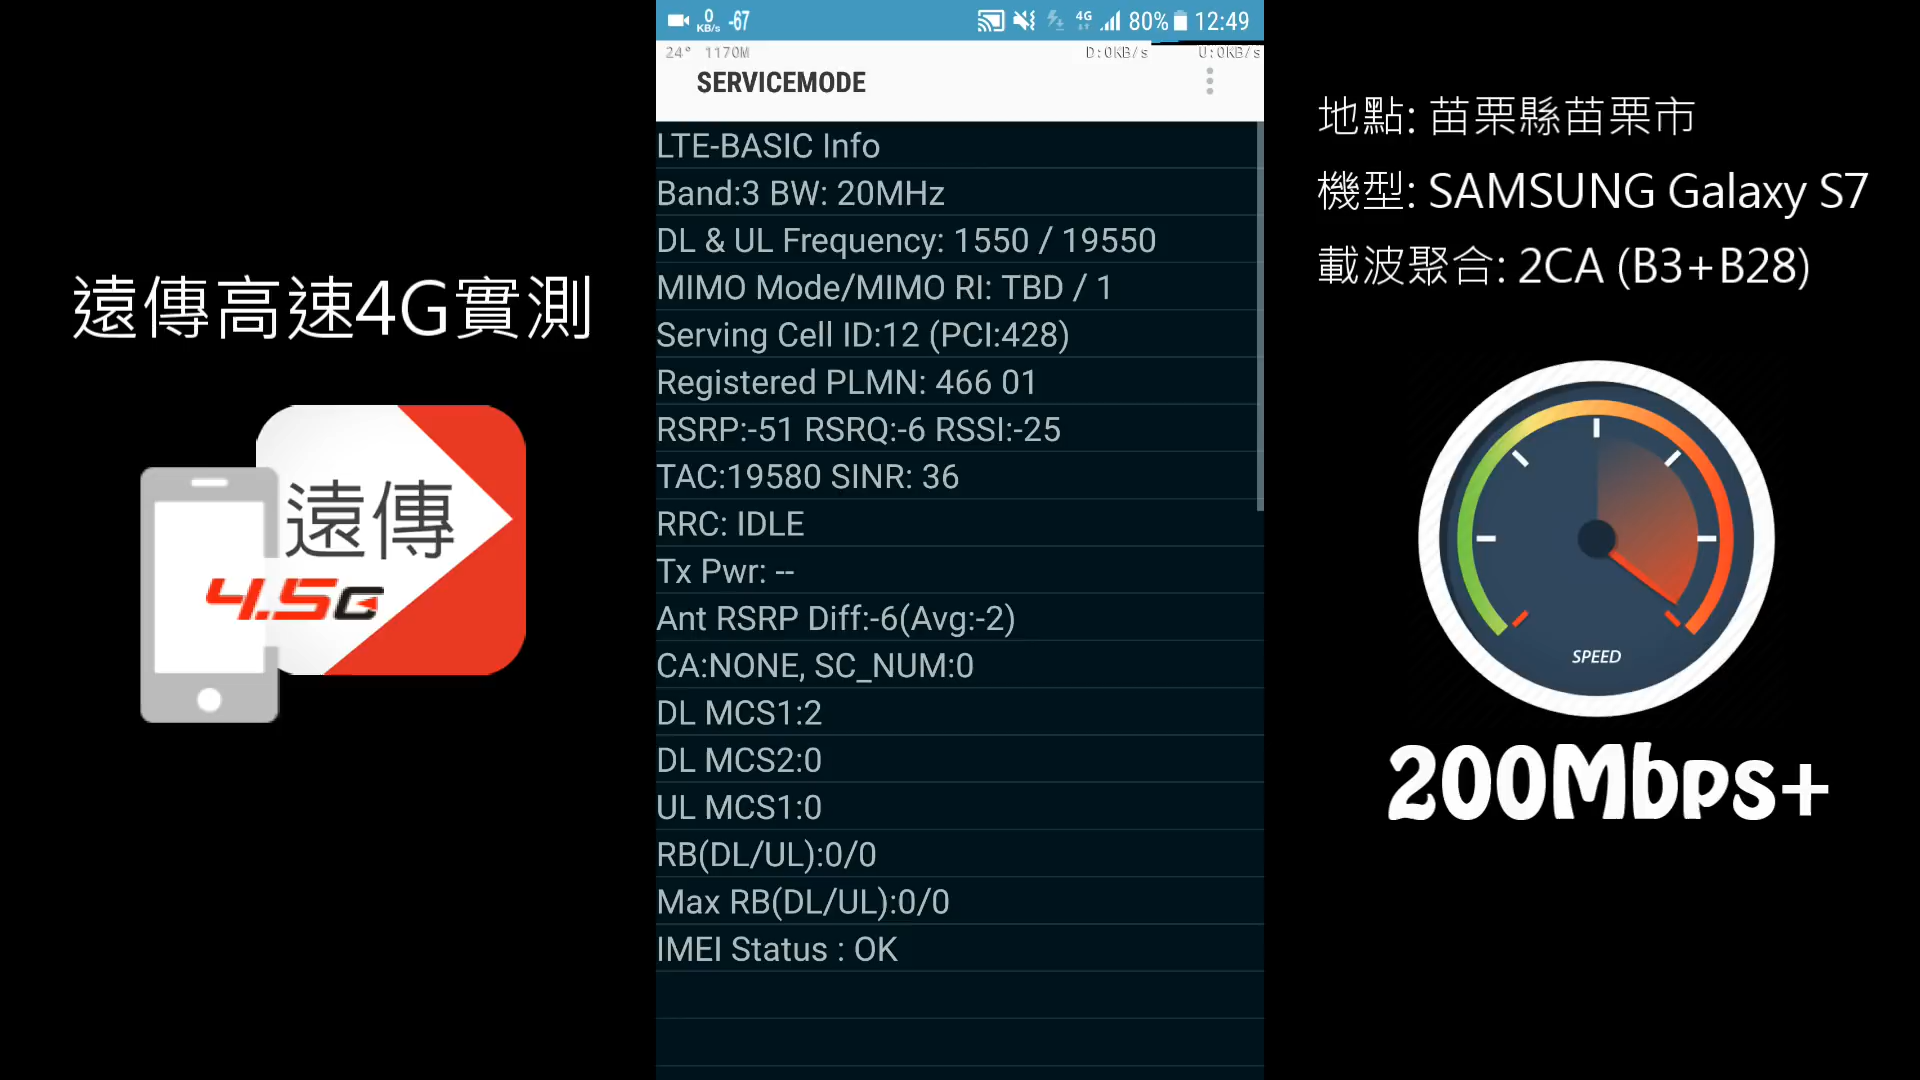 遠傳高速4G實測
遠傳
4.5G
0 KB/s -67 4G 80% 12:49
24° 1170M D:0KB/s U:0KB/s
SERVICEMODE
LTE-BASIC Info
Band:3 BW: 20MHz
DL & UL Frequency: 1550 / 19550
MIMO Mode/MIMO RI: TBD / 1
Serving Cell ID:12 (PCI:428)
Registered PLMN: 466 01
RSRP:-51 RSRQ:-6 RSSI:-25
TAC:19580 SINR: 36
RRC: IDLE
Tx Pwr: --
Ant RSRP Diff:-6(Avg:-2)
CA:NONE, SC_NUM:0
DL MCS1:2
DL MCS2:0
UL MCS1:0
RB(DL/UL):0/0
Max RB(DL/UL):0/0
IMEI Status : OK
地點: 苗栗縣苗栗市
機型: SAMSUNG Galaxy S7
載波聚合: 2CA (B3+B28)
SPEED
200Mbps+